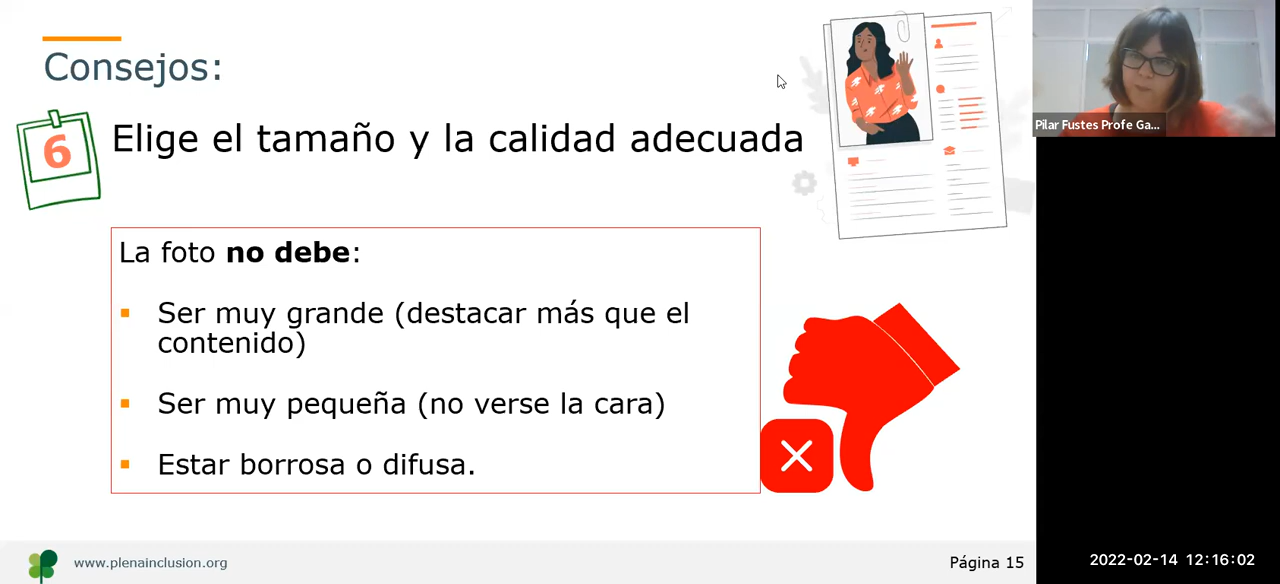 Consejos:
6
Elige el tamaño y la calidad adecuada
Pilar Fustes Profe Ga...
La foto no debe:
Ser muy grande (destacar más que el
contenido)
Ser muy pequeña (no verse la cara)
Estar borrosa o difusa.
www.plenainclusion.org
Página 15
2022-02-14 12:16:02